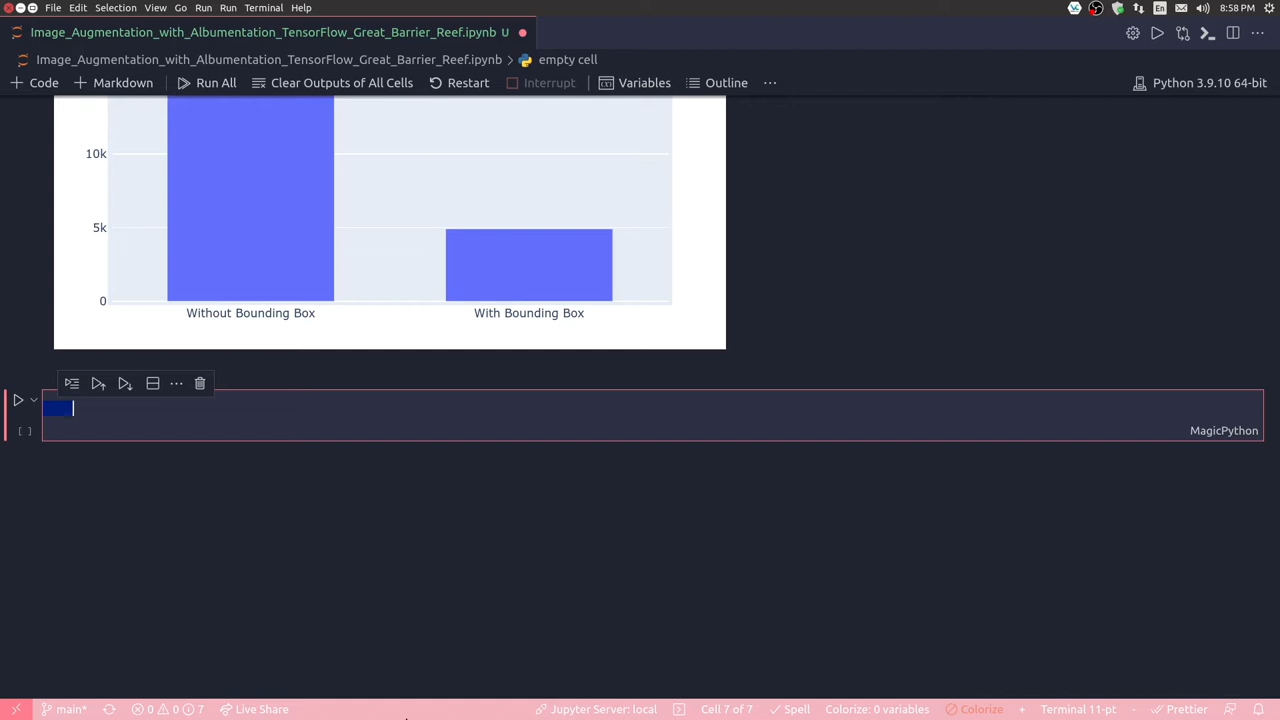 File Edit Selection View Go Run Run Terminal Help En 8:58 PM
Image_Augmentation_with_Albumentation_TensorFlow_Great_Barrier_Reef.ipynb U
Image_Augmentation_with_Albumentation_TensorFlow_Great_Barrier_Reef.ipynb > empty cell
+ Code + Markdown Run All Clear Outputs of All Cells Restart Interrupt Variables Outline ... Python 3.9.10 64-bit
10k
5k
0
Without Bounding Box With Bounding Box
[ ] MagicPython
main* 0 0 7 Live Share Jupyter Server: local Cell 7 of 7 Spell Colorize: 0 variables Colorize + Terminal 11-pt - Prettier